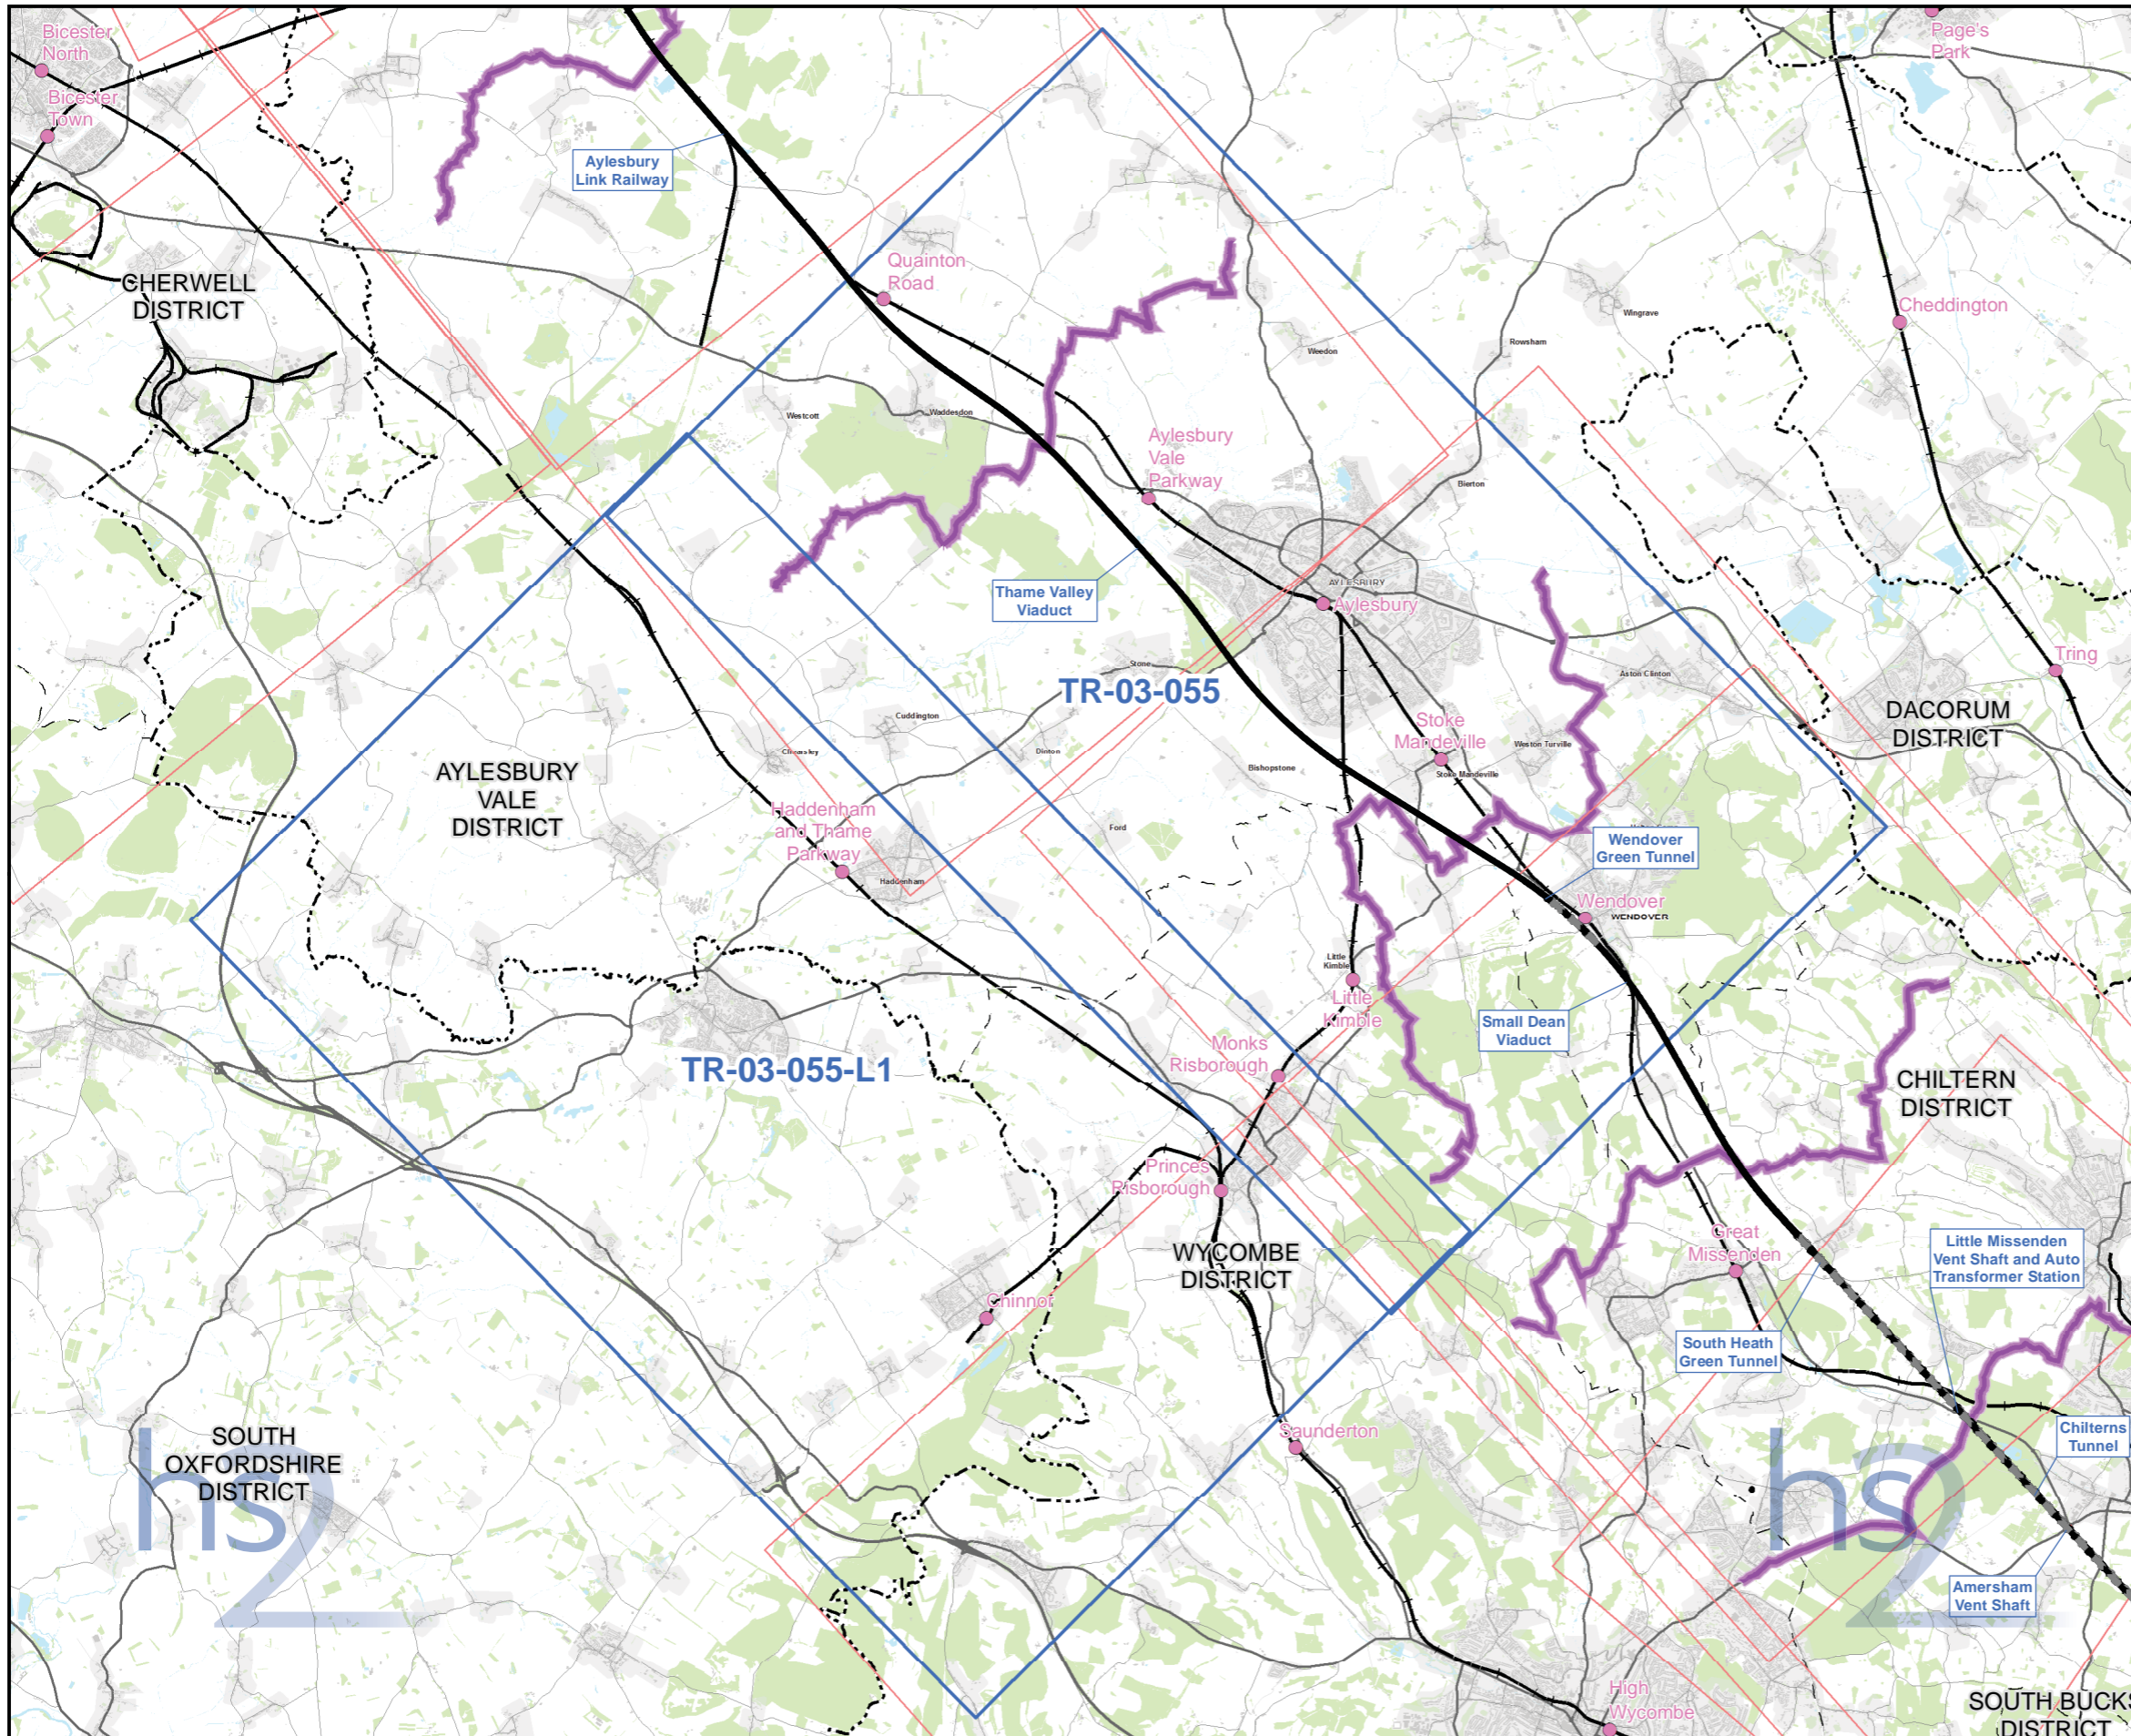 Bicester
North
Bicester
Town
Page's
Park
Aylesbury
Link Railway
CHERWELL
DISTRICT
Quainton
Road
Wingrave
Cheddington
Weedon
Rowsham
Westcott
Waddesdon
Aylesbury
Vale
Parkway
Bierton
Thame Valley
Viaduct
AYLESBURY
Aylesbury
Stone
TR-03-055
Aston Clinton
Tring
Cuddington
Chearsley
Dinton
Stoke
Mandeville
Weston Turville
DACORUM
DISTRICT
Bishopstone
Stoke Mandeville
AYLESBURY
VALE
DISTRICT
Haddenham
and Thame
Parkway
Ford
Wendover
Green Tunnel
Haddenham
Wendover
WENDOVER
Little
Kimble
Little
Kimble
Small Dean
Viaduct
Monks
Risborough
TR-03-055-L1
CHILTERN
DISTRICT
Princes
Risborough
WYCOMBE
DISTRICT
Great
Missenden
Little Missenden
Vent Shaft and Auto
Transformer Station
Chinnor
South Heath
Green Tunnel
Saunderton
Chilterns
Tunnel
SOUTH
OXFORDSHIRE
DISTRICT
hs2
hs2
Amersham
Vent Shaft
High
Wycombe
SOUTH BUCKS
DISTRICT